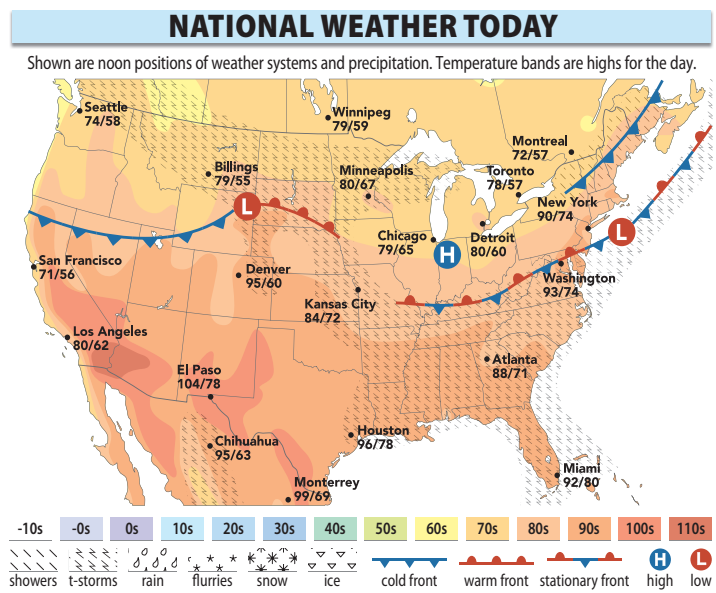 NATIONAL WEATHER TODAY
Shown are noon positions of weather systems and precipitation. Temperature bands are highs for the day.
Seattle
74/58
Winnipeg
79/59
Montreal
72/57
Billings
79/55
Minneapolis
80/67
Toronto
78/57
New York
90/74
L
L
Chicago
79/65
H
Detroit
80/60
San Francisco
71/56
Denver
95/60
Washington
93/74
Kansas City
84/72
Los Angeles
80/62
Atlanta
88/71
El Paso
104/78
Houston
96/78
Chihuahua
95/63
Miami
92/80
Monterrey
99/69
-10s -0s 0s 10s 20s 30s 40s 50s 60s 70s 80s 90s 100s 110s
H L
showers t-storms rain flurries snow ice cold front warm front stationary front high low